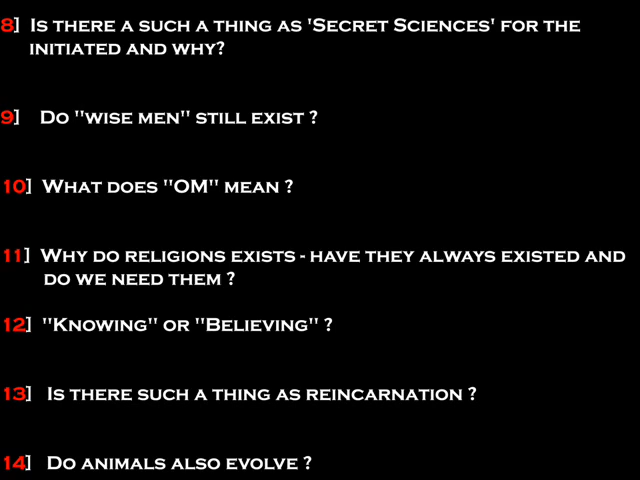 8] Is there a such a thing as 'Secret Sciences' for the
initiated and why?
9] Do "wise men" still exist ?
10] What does "OM" mean ?
11] Why do religions exists - have they always existed and
do we need them ?
12] "Knowing" or "Believing" ?
13] Is there such a thing as reincarnation ?
14] Do animals also evolve ?